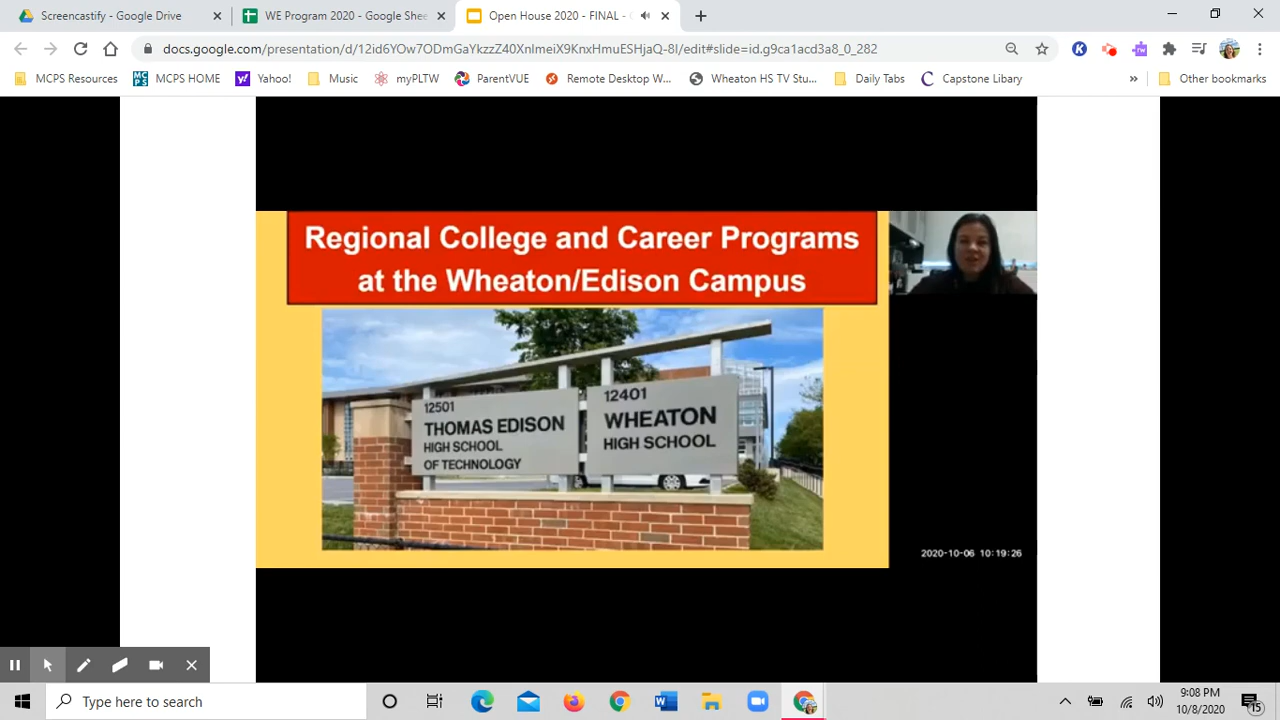 Screencastify - Google Drive
WE Program 2020 - Google Shee
Open House 2020 - FINAL -
docs.google.com/presentation/d/12id6YOw7ODmGaYkzzZ40XnImeiX9KnxHmuESHjaQ-8I/edit#slide=id.g9ca1acd3a8_0_282
MCPS Resources
MCPS HOME
Yahoo!
Music
myPLTW
ParentVUE
Remote Desktop W...
Wheaton HS TV Stu...
Daily Tabs
Capstone Library
»
Other bookmarks
Regional College and Career Programs
at the Wheaton/Edison Campus
12501
THOMAS EDISON
HIGH SCHOOL
OF TECHNOLOGY
12401
WHEATON
HIGH SCHOOL
2020-10-06 10:19:26
Type here to search
9:08 PM
10/8/2020
15